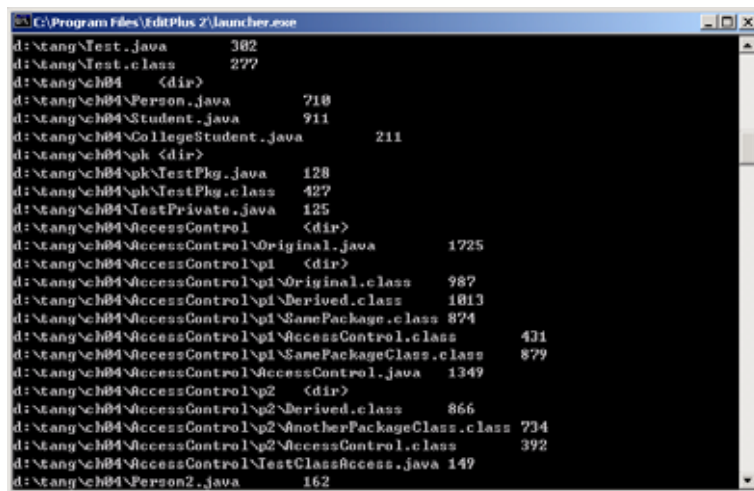 C:\Program Files\EditPlus 2\launcher.exe
d:\tang\Test.java 302
d:\tang\Test.class 277
d:\tang\ch04 <dir>
d:\tang\ch04\Person.java 710
d:\tang\ch04\Student.java 911
d:\tang\ch04\CollegeStudent.java 211
d:\tang\ch04\pk <dir>
d:\tang\ch04\pk\TestPkg.java 128
d:\tang\ch04\pk\TestPkg.class 427
d:\tang\ch04\TestPrivate.java 125
d:\tang\ch04\AccessControl <dir>
d:\tang\ch04\AccessControl\Original.java 1725
d:\tang\ch04\AccessControl\p1 <dir>
d:\tang\ch04\AccessControl\p1\Original.class 987
d:\tang\ch04\AccessControl\p1\Derived.class 1013
d:\tang\ch04\AccessControl\p1\SamePackage.class 874
d:\tang\ch04\AccessControl\p1\AccessControl.class 431
d:\tang\ch04\AccessControl\p1\SamePackageClass.class 879
d:\tang\ch04\AccessControl\AccessControl.java 1349
d:\tang\ch04\AccessControl\p2 <dir>
d:\tang\ch04\AccessControl\p2\Derived.class 866
d:\tang\ch04\AccessControl\p2\AnotherPackageClass.class 734
d:\tang\ch04\AccessControl\p2\AccessControl.class 392
d:\tang\ch04\AccessControl\TestClassAccess.java 149
d:\tang\ch04\Person2.java 162